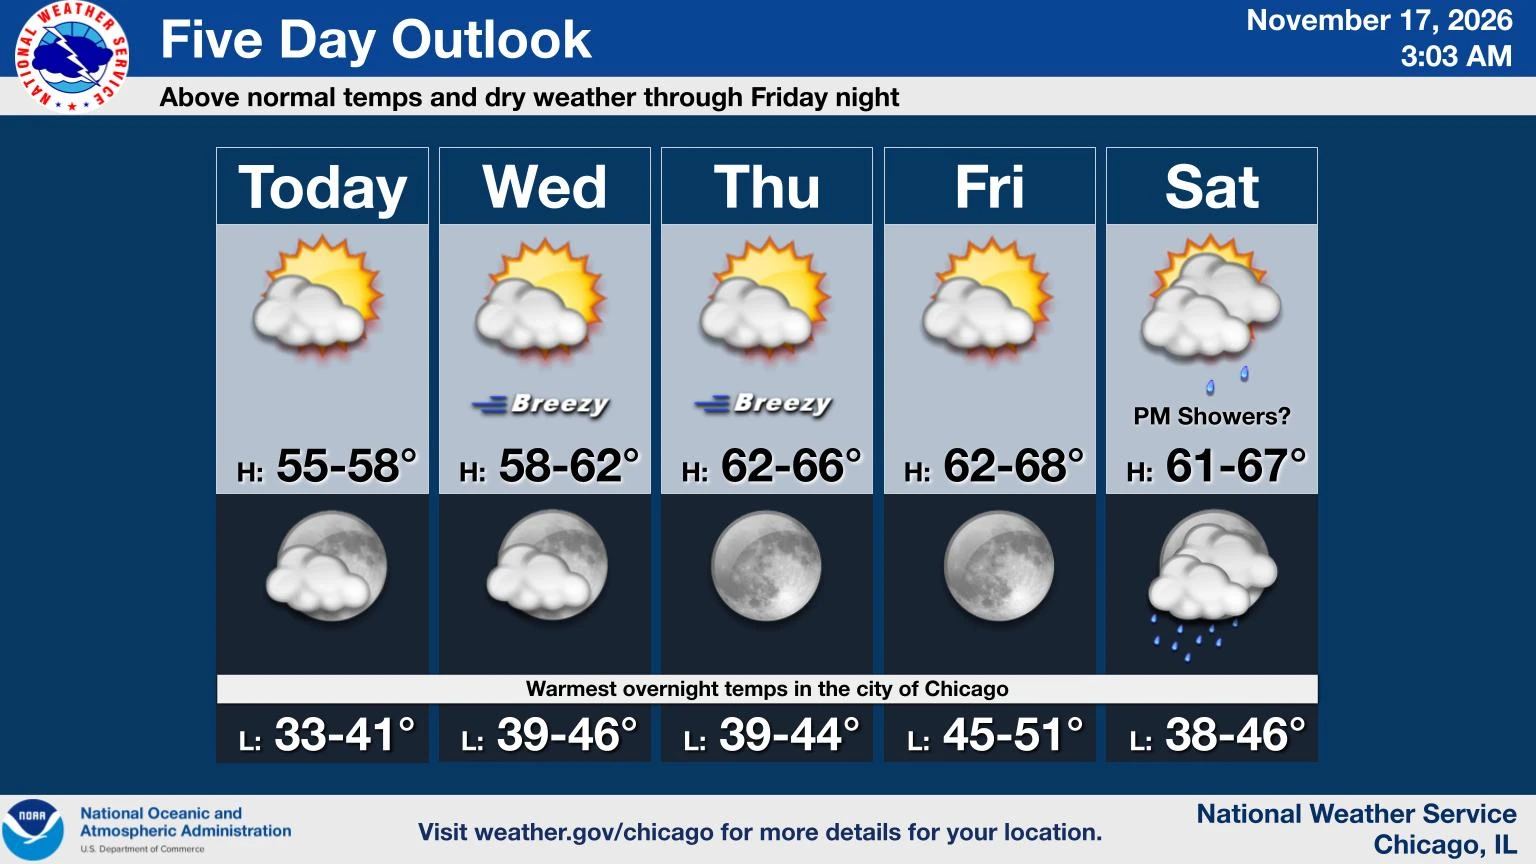 NATIONAL WEATHER SERVICE
Five Day Outlook
November 17, 2026
3:03 AM
Above normal temps and dry weather through Friday night
Today
Wed
Thu
Fri
Sat
Breezy
Breezy
PM Showers?
H: 55-58°
H: 58-62°
H: 62-66°
H: 62-68°
H: 61-67°
Warmest overnight temps in the city of Chicago
L: 33-41°
L: 39-46°
L: 39-44°
L: 45-51°
L: 38-46°
NOAA
National Oceanic and
Atmospheric Administration
U.S. Department of Commerce
Visit weather.gov/chicago for more details for your location.
National Weather Service
Chicago, IL